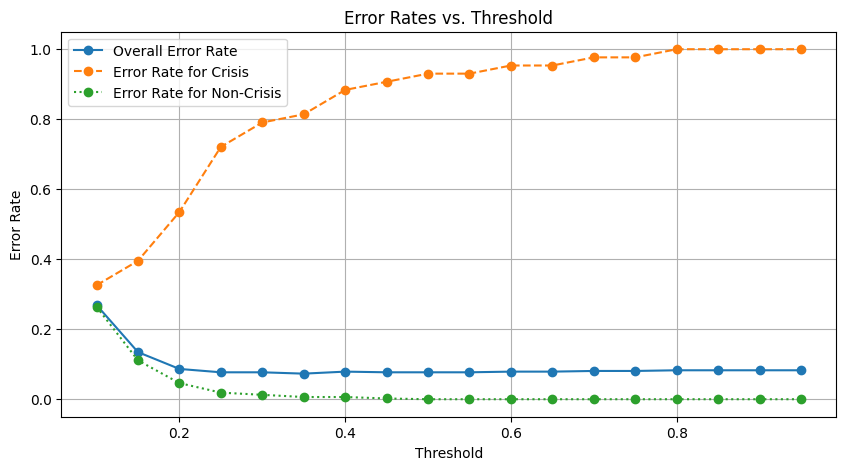 Error Rates vs. Threshold
Overall Error Rate
Error Rate for Crisis
Error Rate for Non-Crisis
Error Rate
1.0
0.8
0.6
0.4
0.2
0.0
0.2 0.4 0.6 0.8
Threshold